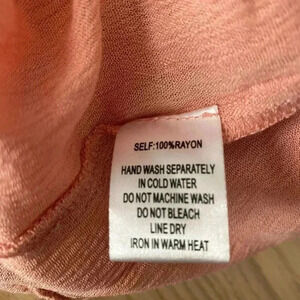 SELF:100%RAYON
HAND WASH SEPARATELY
IN COLD WATER
DO NOT MACHINE WASH
DO NOT BLEACH
LINE DRY
IRON IN WARM HEAT